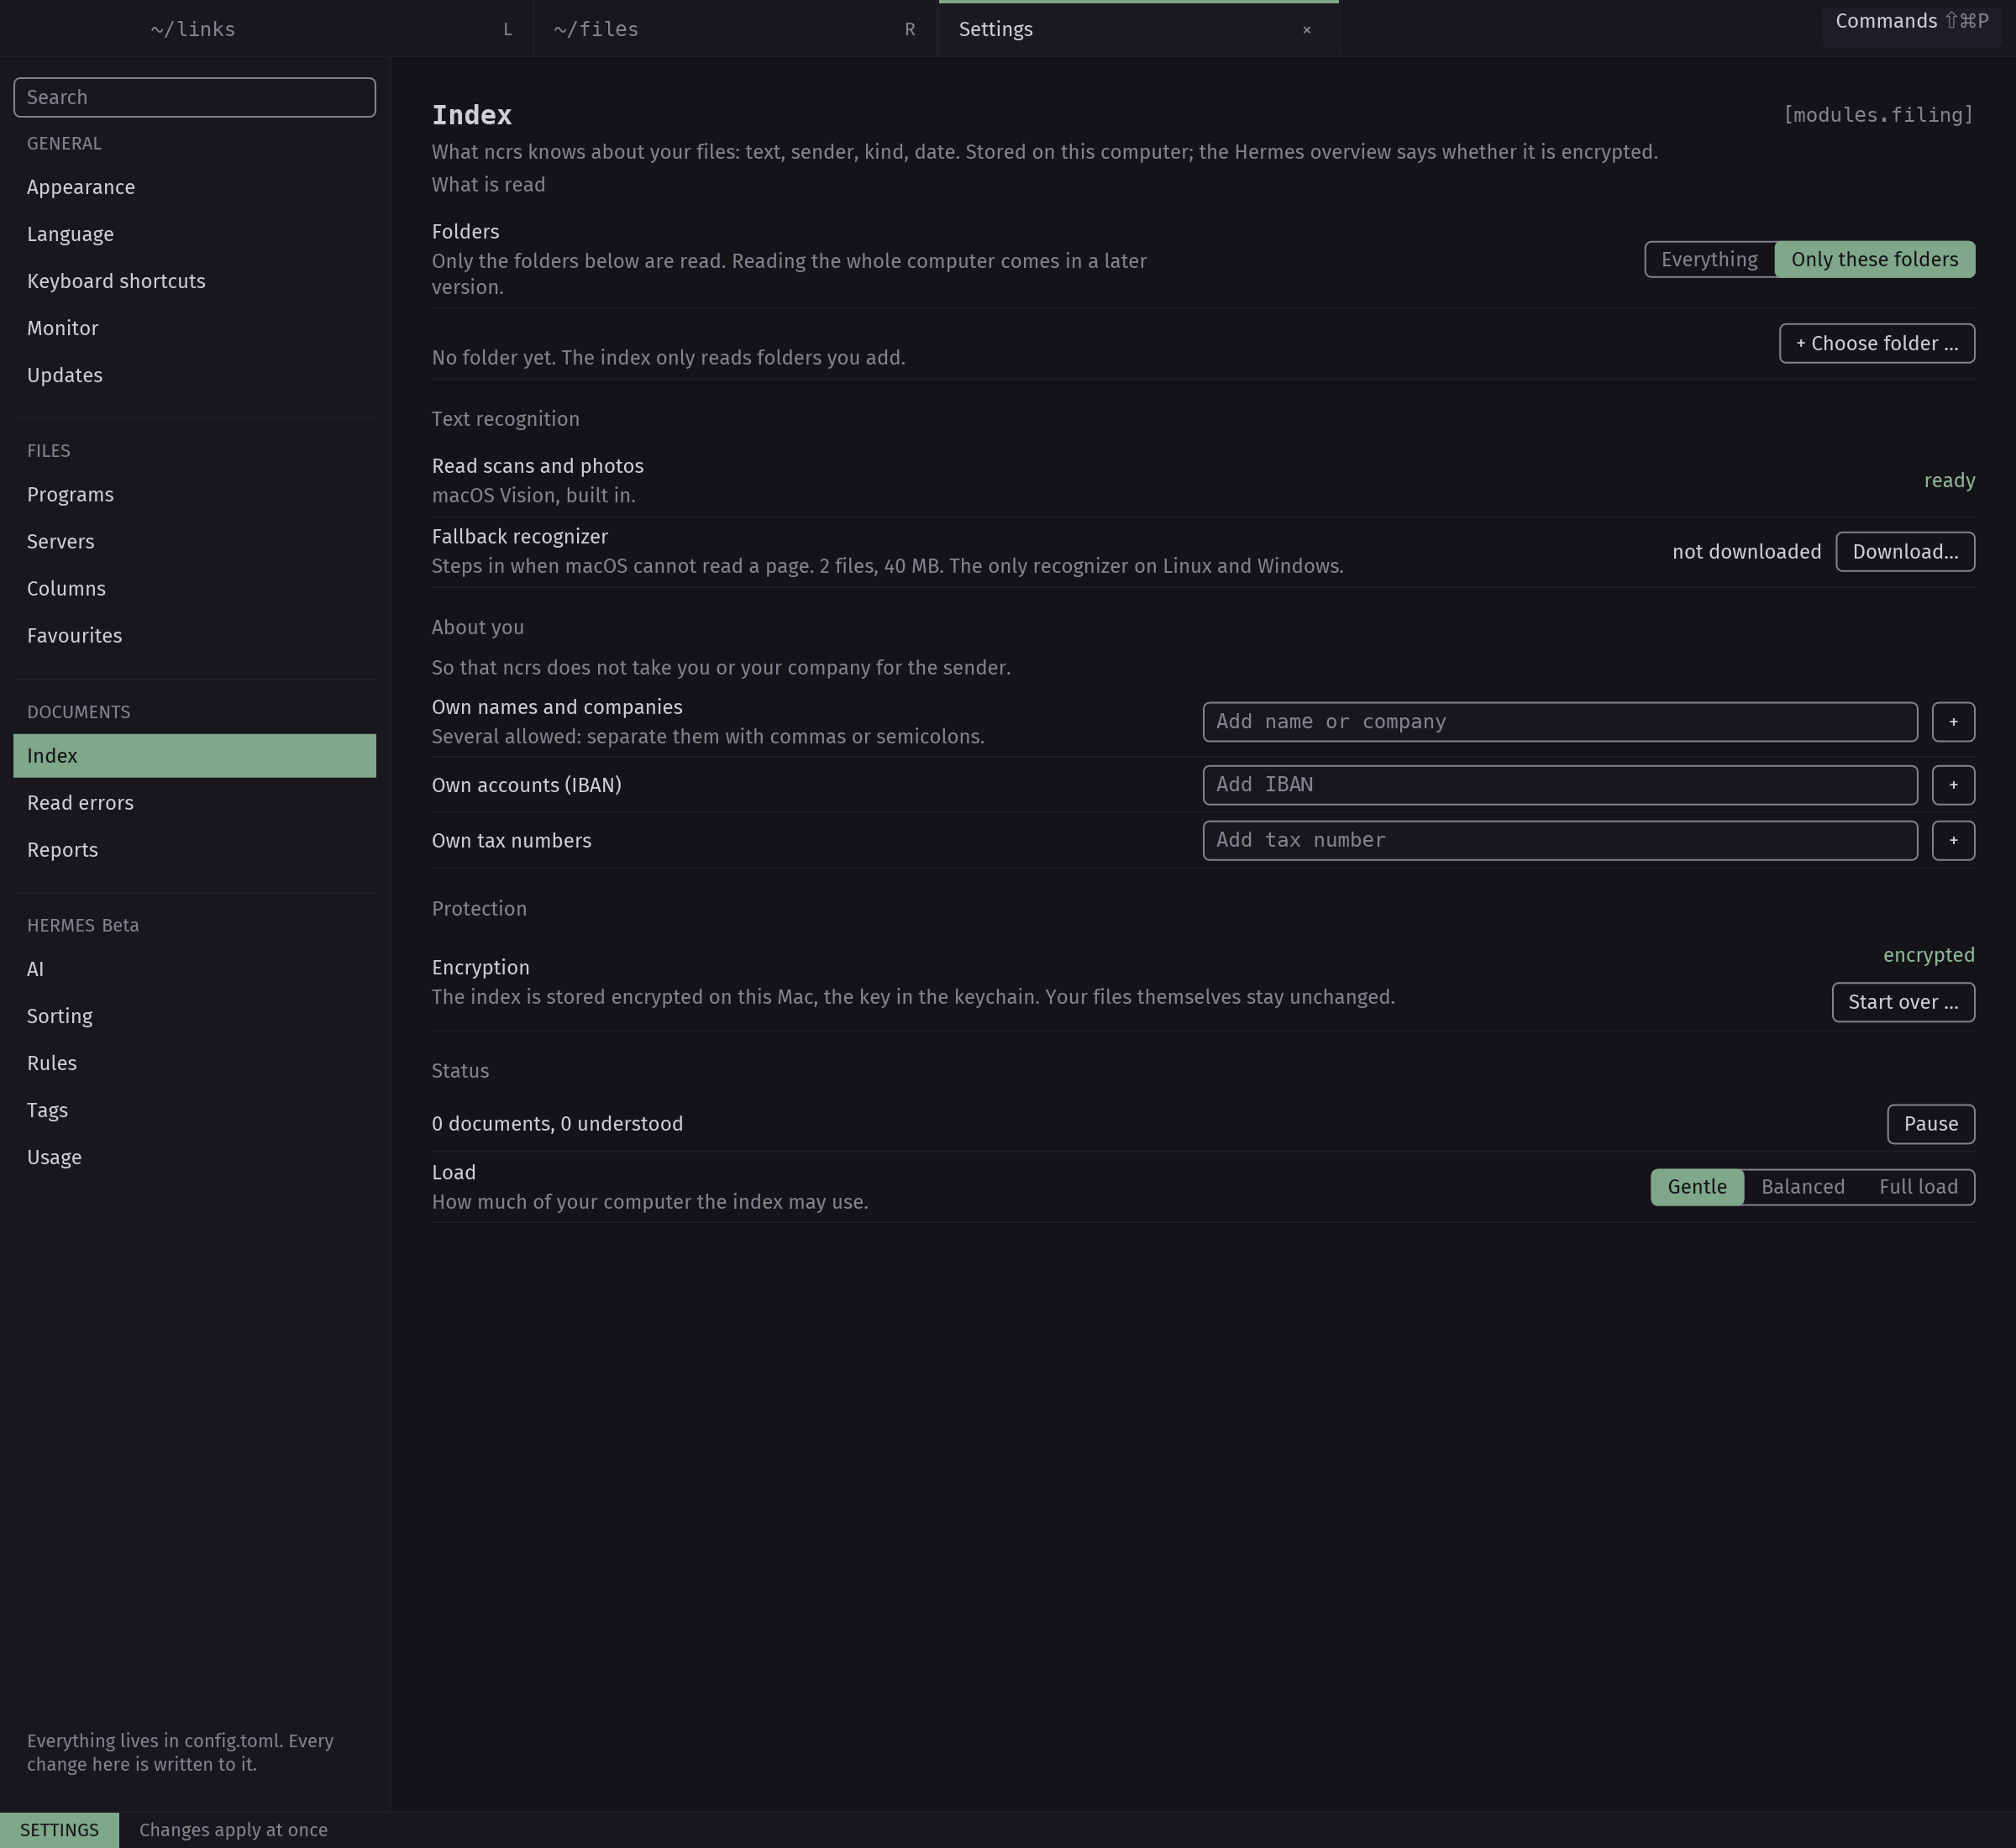 ~/links L ~/files R Settings × Commands ⇧⌘P
Search
GENERAL
Appearance
Language
Keyboard shortcuts
Monitor
Updates
FILES
Programs
Servers
Columns
Favourites
DOCUMENTS
Index
Read errors
Reports
HERMES Beta
AI
Sorting
Rules
Tags
Usage
Everything lives in config.toml. Every
change here is written to it.
Index [modules.filing]
What ncrs knows about your files: text, sender, kind, date. Stored on this computer; the Hermes overview says whether it is encrypted.
What is read
Folders
Only the folders below are read. Reading the whole computer comes in a later
version.
Everything Only these folders
No folder yet. The index only reads folders you add.
+ Choose folder ...
Text recognition
Read scans and photos
macOS Vision, built in.
ready
Fallback recognizer
Steps in when macOS cannot read a page. 2 files, 40 MB. The only recognizer on Linux and Windows.
not downloaded Download...
About you
So that ncrs does not take you or your company for the sender.
Own names and companies
Several allowed: separate them with commas or semicolons.
Add name or company +
Own accounts (IBAN) Add IBAN +
Own tax numbers Add tax number +
Protection
Encryption
The index is stored encrypted on this Mac, the key in the keychain. Your files themselves stay unchanged.
encrypted
Start over ...
Status
0 documents, 0 understood Pause
Load
How much of your computer the index may use.
Gentle Balanced Full load
SETTINGS Changes apply at once